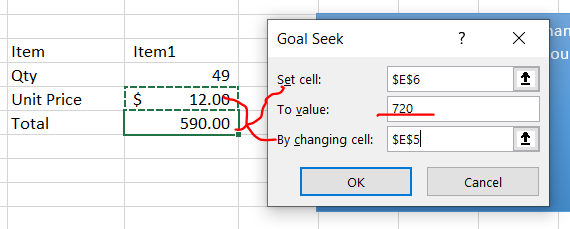 Item Item1
Qty 49
Unit Price $ 12.00
Total 590.00
Goal Seek ? ×
Set cell: $E$6
To value: 720
By changing cell: $E$5
OK Cancel